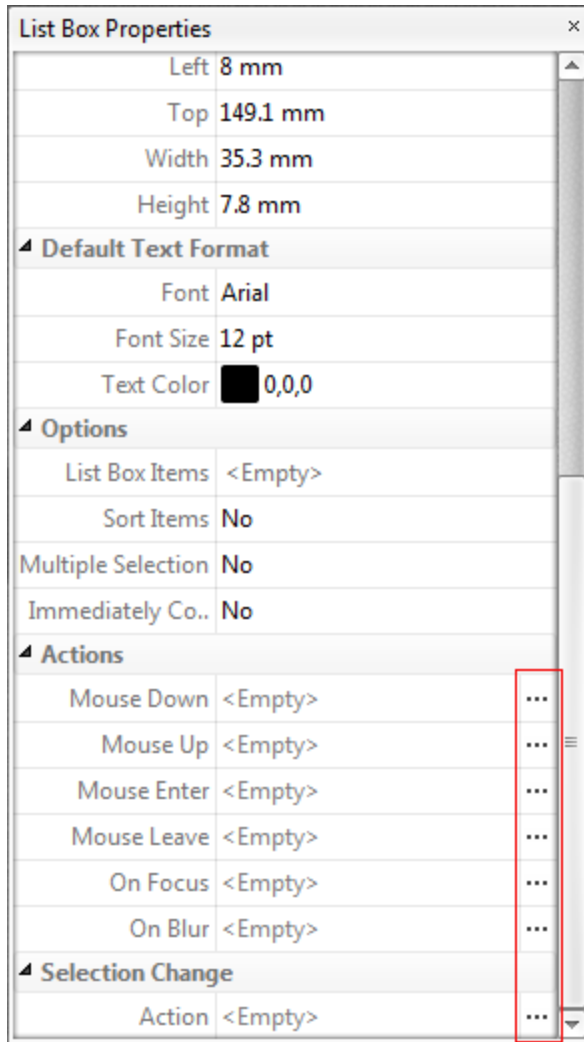 List Box Properties ×
Left 8 mm
Top 149.1 mm
Width 35.3 mm
Height 7.8 mm
Default Text Format
Font Arial
Font Size 12 pt
Text Color 0,0,0
Options
List Box Items <Empty>
Sort Items No
Multiple Selection No
Immediately Co.. No
Actions
Mouse Down <Empty> ...
Mouse Up <Empty> ...
Mouse Enter <Empty> ...
Mouse Leave <Empty> ...
On Focus <Empty> ...
On Blur <Empty> ...
Selection Change
Action <Empty> ...